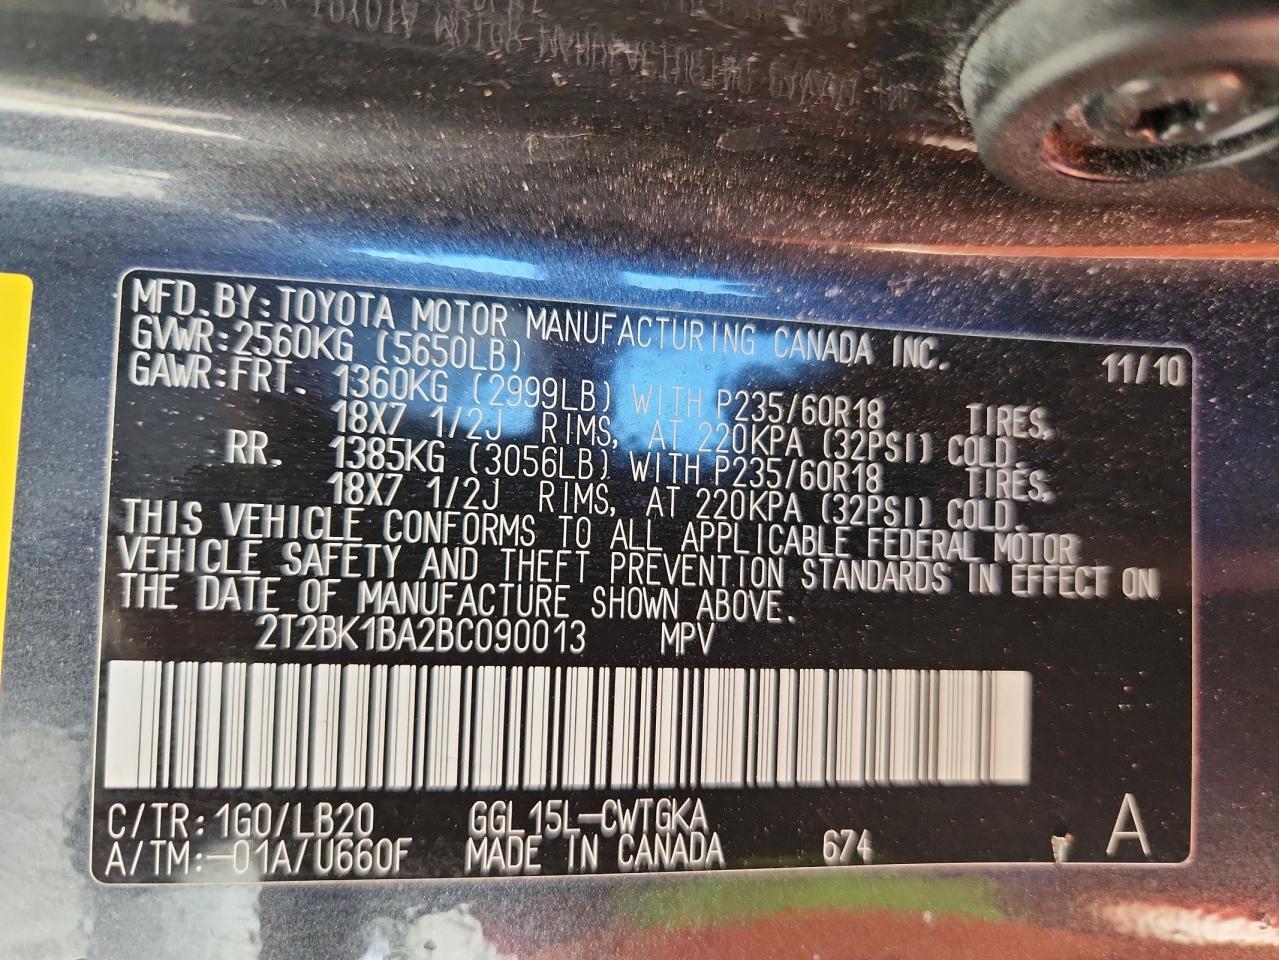 MFD.BY:TOYOTA MOTOR MANUFACTURING CANADA INC. 11/10
GVWR:2560KG (5650LB)
GAWR:FRT. 1360KG (2999LB) WITH P235/60R18 TIRES,
18X7 1/2J RIMS, AT 220KPA (32PSI) COLD.
RR. 1385KG (3056LB) WITH P235/60R18 TIRES,
18X7 1/2J RIMS, AT 220KPA (32PSI) COLD.
THIS VEHICLE CONFORMS TO ALL APPLICABLE FEDERAL MOTOR
VEHICLE SAFETY AND THEFT PREVENTION STANDARDS IN EFFECT ON
THE DATE OF MANUFACTURE SHOWN ABOVE.
2T2BK1BA2BC090013 MPV
C/TR:1G0/LB20 GGL15L-CWTGKA
A/TM:-01A/U660F MADE IN CANADA 674 A